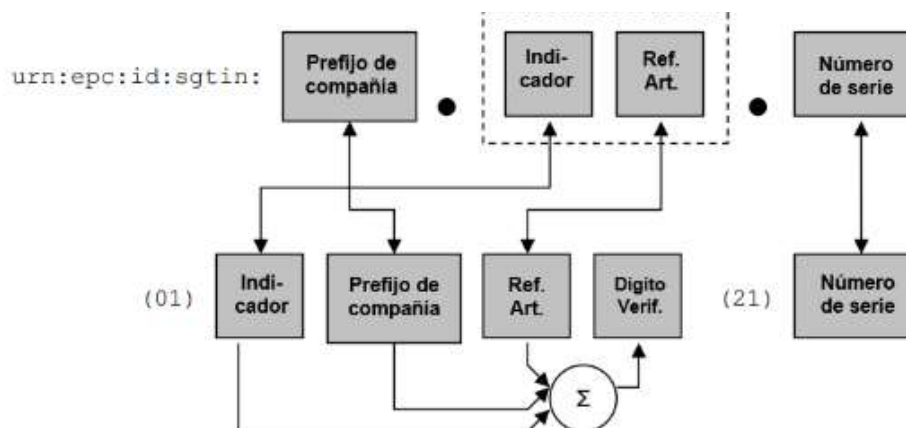 urn:epc:id:sgtin:
Prefijo de
compañía
Indi-
cador
Ref.
Art.
Número
de serie
(01)
Indi-
cador
Prefijo de
compañía
Ref.
Art.
Digito
Verif.
(21)
Número
de serie
Σ